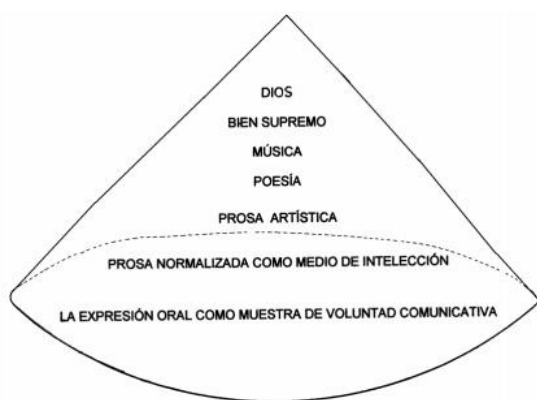 DIOS
BIEN SUPREMO
MÚSICA
POESÍA
PROSA ARTÍSTICA
PROSA NORMALIZADA COMO MEDIO DE INTELECCIÓN
LA EXPRESIÓN ORAL COMO MUESTRA DE VOLUNTAD COMUNICATIVA